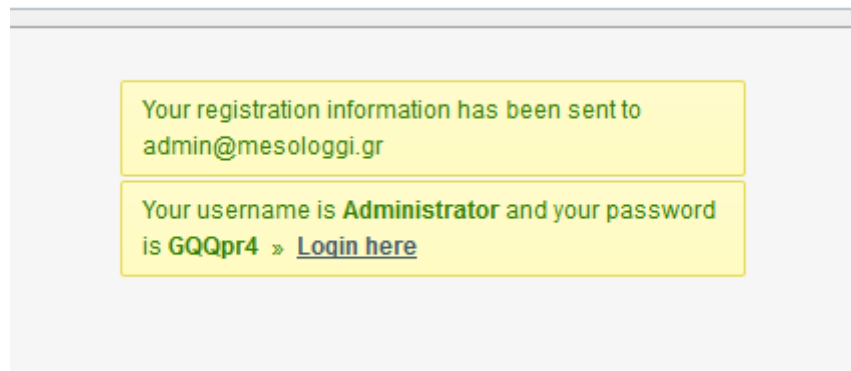 Your registration information has been sent to
admin@mesologgi.gr
Your username is Administrator and your password
is GQQpr4 » Login here